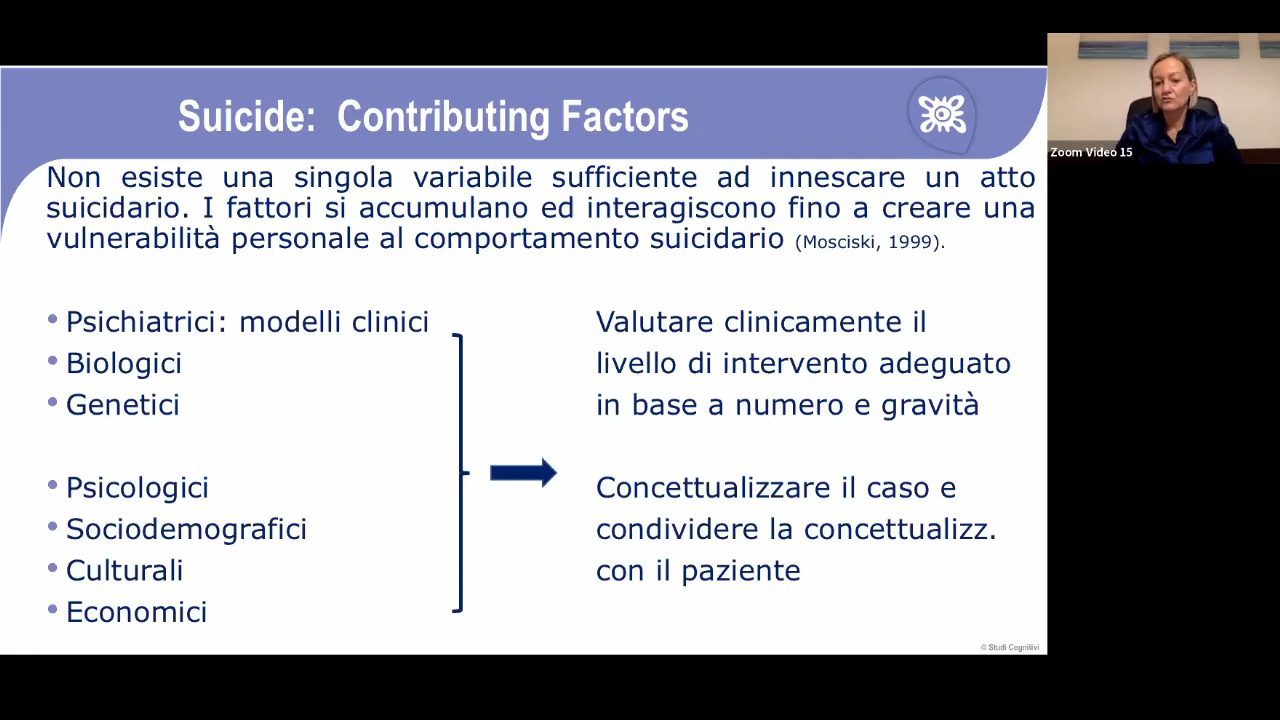 Suicide: Contributing Factors
Zoom Video 15
Non esiste una singola variabile sufficiente ad innescare un atto
suicidario. I fattori si accumulano ed interagiscono fino a creare una
vulnerabilità personale al comportamento suicidario (Mosciski, 1999).
• Psichiatrici: modelli clinici
• Biologici
• Genetici
• Psicologici
• Sociodemografici
• Culturali
• Economici
Valutare clinicamente il
livello di intervento adeguato
in base a numero e gravità
Concettualizzare il caso e
condividere la concettualizz.
con il paziente
© Studi Cognitivi